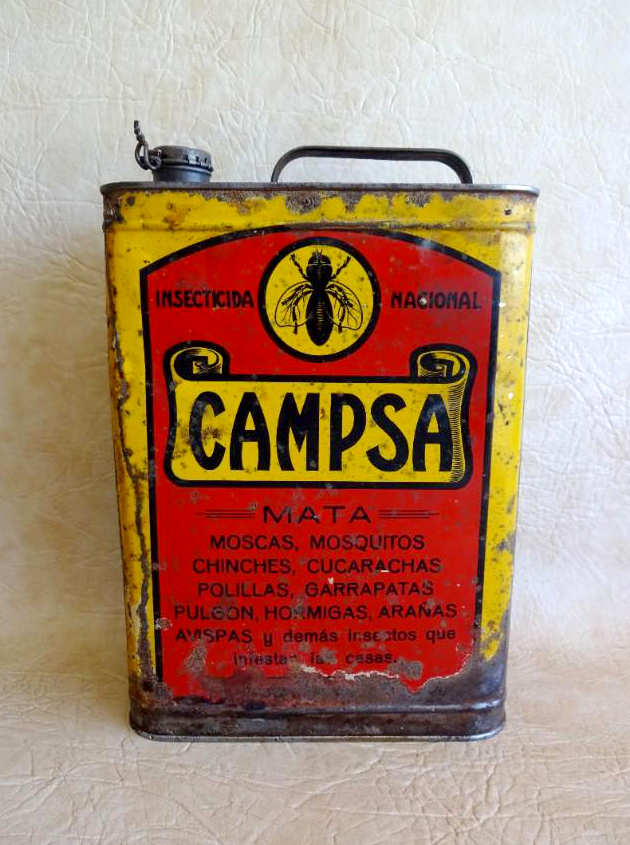 INSECTICIDA NACIONAL
CAMPSA
MATA
MOSCAS, MOSQUITOS
CHINCHES, CUCARACHAS
POLILLAS, GARRAPATAS
PULGÓN, HORMIGAS, ARAÑAS
AVISPAS y demás insectos que
infestan las casas.